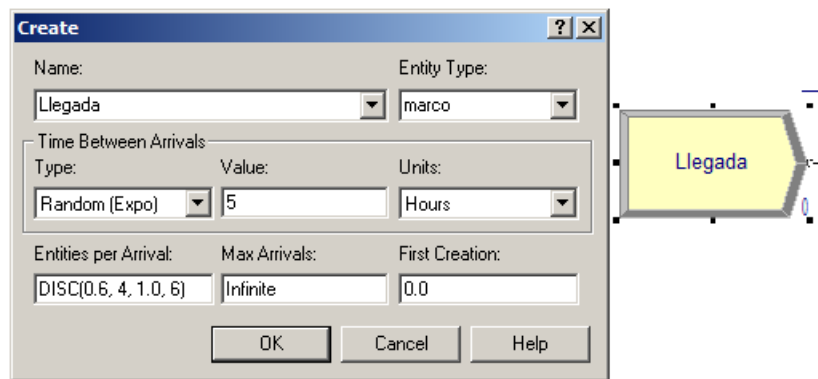 Create
Name:
Entity Type:
Llegada
marco
Time Between Arrivals
Type:
Value:
Units:
Random (Expo)
5
Hours
Entities per Arrival:
Max Arrivals:
First Creation:
DISC(0.6, 4, 1.0, 6)
Infinite
0.0
OK
Cancel
Help
Llegada
0